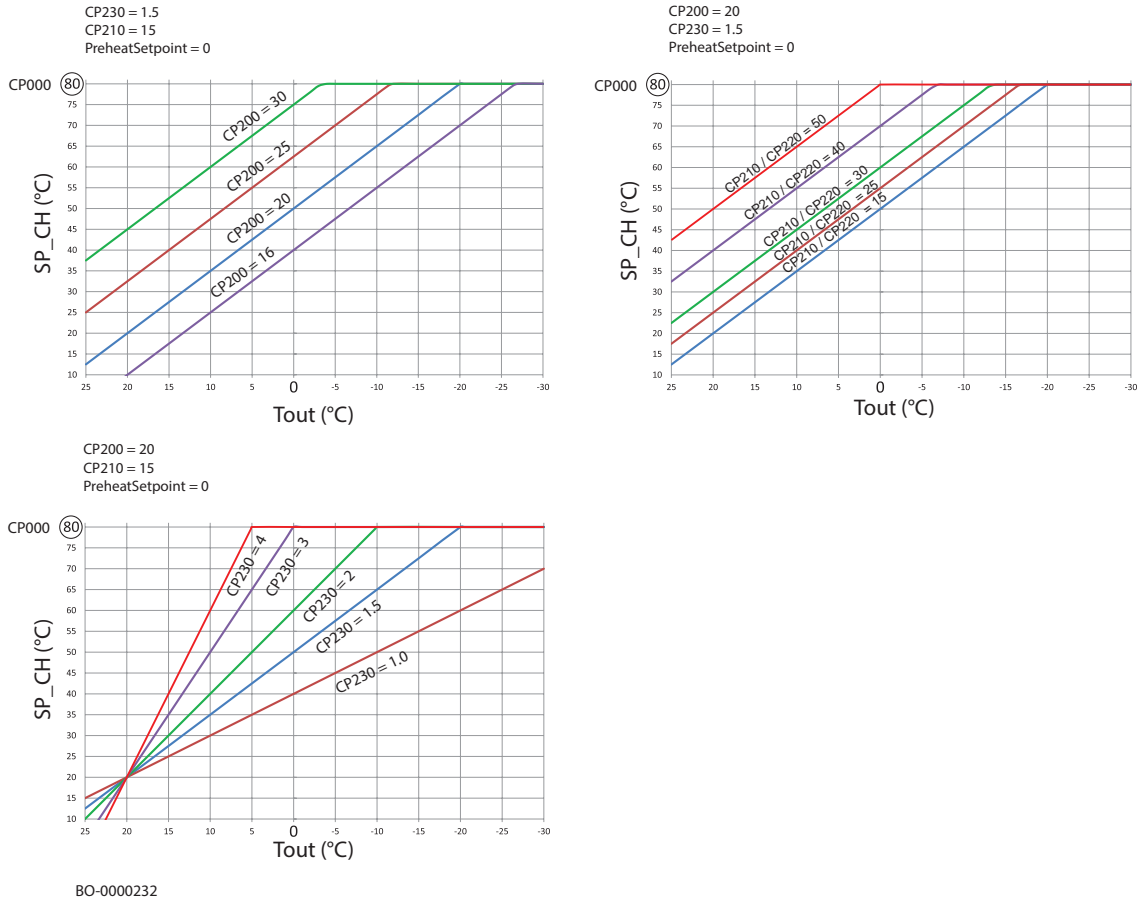 CP230 = 1.5
CP210 = 15
PreheatSetpoint = 0
CP000 80
75
70
65
60
55
50
45
40
35
30
25
20
15
10
SP_CH (°C)
CP200 = 30
CP200 = 25
CP200 = 20
CP200 = 16
25 20 15 10 5 0 -5 -10 -15 -20 -25 -30
Tout (°C)
CP200 = 20
CP230 = 1.5
PreheatSetpoint = 0
CP000 80
75
70
65
60
55
50
45
40
35
30
25
20
15
10
SP_CH (°C)
CP210 / CP220 = 50
CP210 / CP220 = 40
CP210 / CP220 = 30
CP210 / CP220 = 25
CP210 / CP220 = 15
25 20 15 10 5 0 -5 -10 -15 -20 -25 -30
Tout (°C)
CP200 = 20
CP210 = 15
PreheatSetpoint = 0
CP000 80
75
70
65
60
55
50
45
40
35
30
25
20
15
10
SP_CH (°C)
CP230 = 4
CP230 = 3
CP230 = 2
CP230 = 1.5
CP230 = 1.0
25 20 15 10 5 0 -5 -10 -15 -20 -25 -30
Tout (°C)
BO-0000232